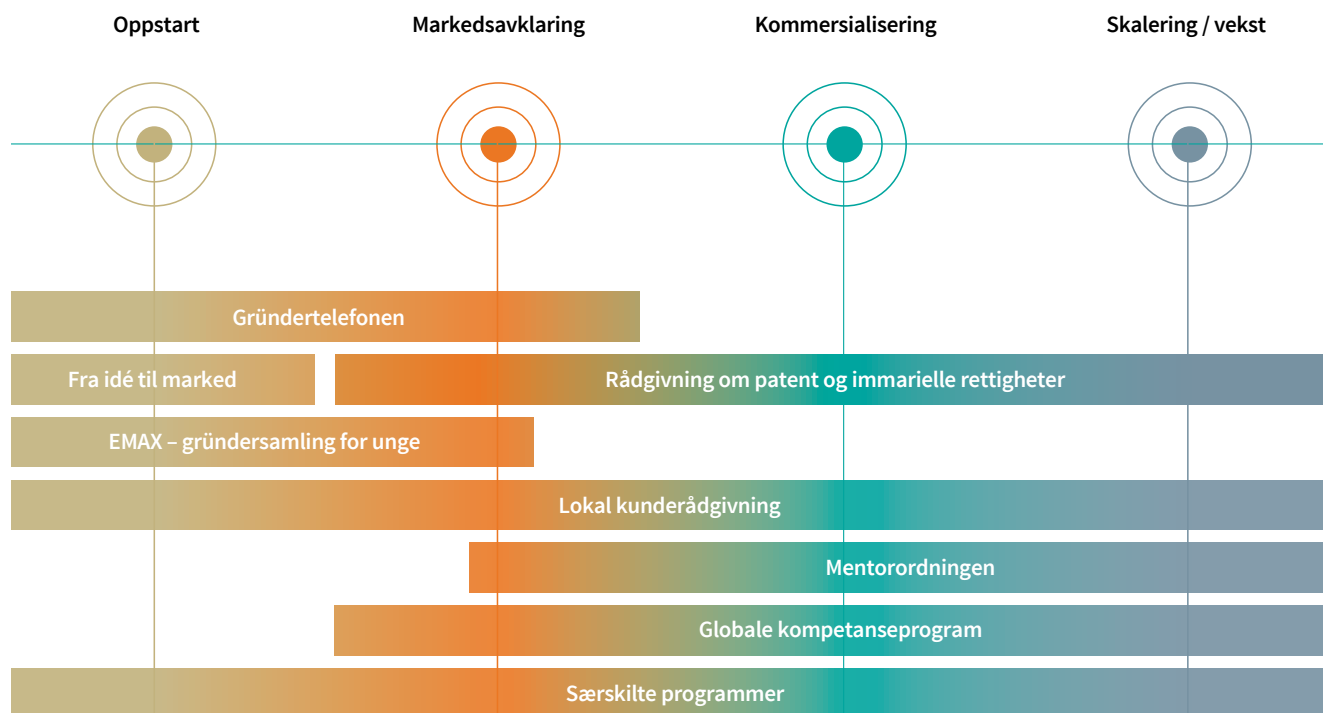 Oppstart
Markedsavklaring
Kommersialisering
Skalering / vekst
Gründertelefonen
Fra idé til marked
Rådgivning om patent og immarielle rettigheter
EMAX – gründersamling for unge
Lokal kunderådgivning
Mentorordningen
Globale kompetanseprogram
Særskilte programmer